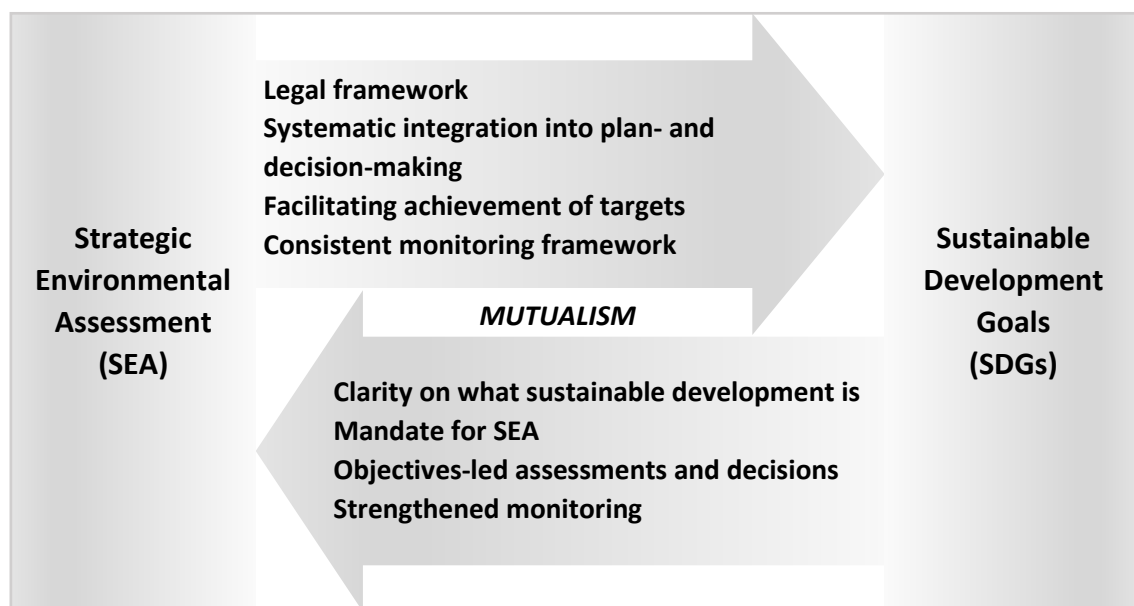 Strategic
Environmental
Assessment
(SEA)
Legal framework
Systematic integration into plan- and
decision-making
Facilitating achievement of targets
Consistent monitoring framework
MUTUALISM
Clarity on what sustainable development is
Mandate for SEA
Objectives-led assessments and decisions
Strengthened monitoring
Sustainable
Development
Goals
(SDGs)